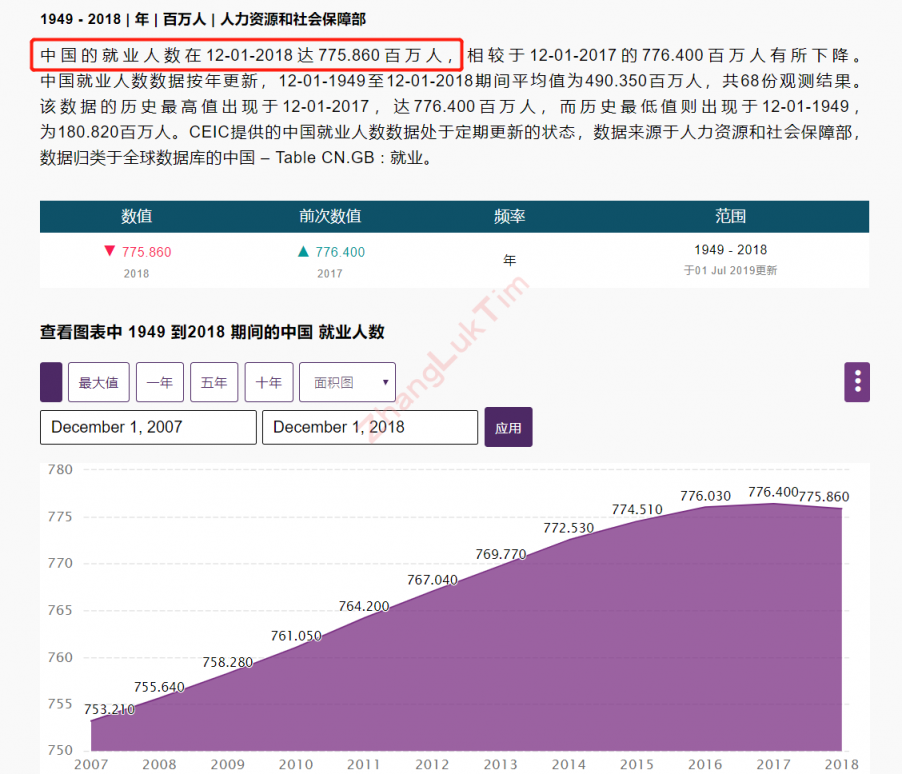 1949 - 2018 | 年 | 百万人 | 人力资源和社会保障部
中国的就业人数在12-01-2018达775.860百万人，相较于12-01-2017的776.400百万人有所下降。
中国就业人数数据按年更新，12-01-1949至12-01-2018期间平均值为490.350百万人，共68份观测结果。
该数据的历史最高值出现于12-01-2017，达776.400百万人，而历史最低值则出现于12-01-1949，
为180.820百万人。CEIC提供的中国就业人数数据处于定期更新的状态，数据来源于人力资源和社会保障部，
数据归类于全球数据库的中国 – Table CN.GB：就业。
数值 前次数值 频率 范围
▼ 775.860 ▲ 776.400 年 1949 - 2018
2018 2017 于01 Jul 2019更新
查看图表中 1949 到2018 期间的中国 就业人数
最大值 一年 五年 十年 面积图 ▾
December 1, 2007 December 1, 2018 应用
ZhangLukTim
780
775
770
765
760
755
750
753.210
755.640
758.280
761.050
764.200
767.040
769.770
772.530
774.510
776.030
776.400
775.860
2007 2008 2009 2010 2011 2012 2013 2014 2015 2016 2017 2018